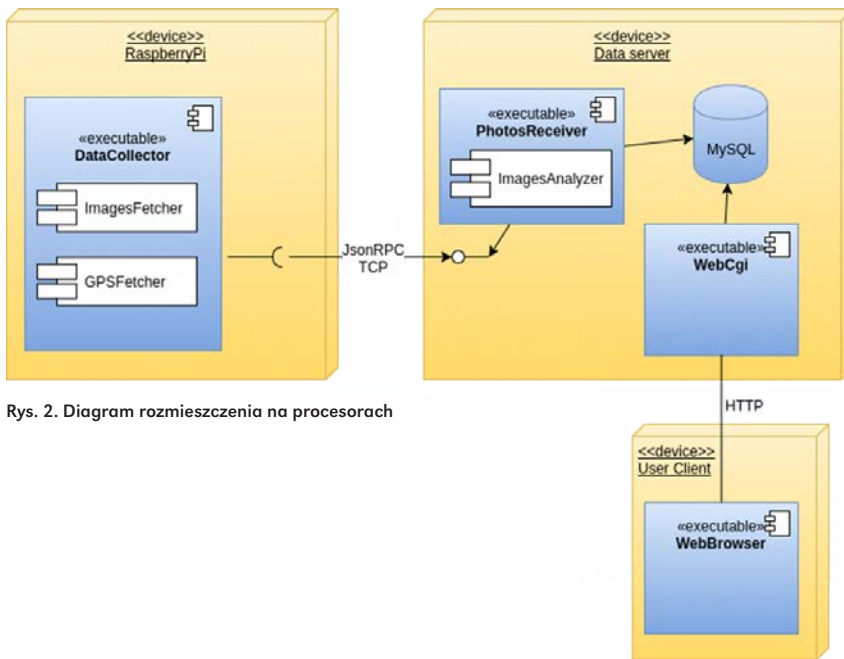 <<device>>
RaspberryPi
«executable»
DataCollector
ImagesFetcher
GPSFetcher
JsonRPC
TCP
<<device>>
Data server
«executable»
PhotosReceiver
ImagesAnalyzer
MySQL
«executable»
WebCgi
Rys. 2. Diagram rozmieszczenia na procesorach
HTTP
<<device>>
User Client
«executable»
WebBrowser